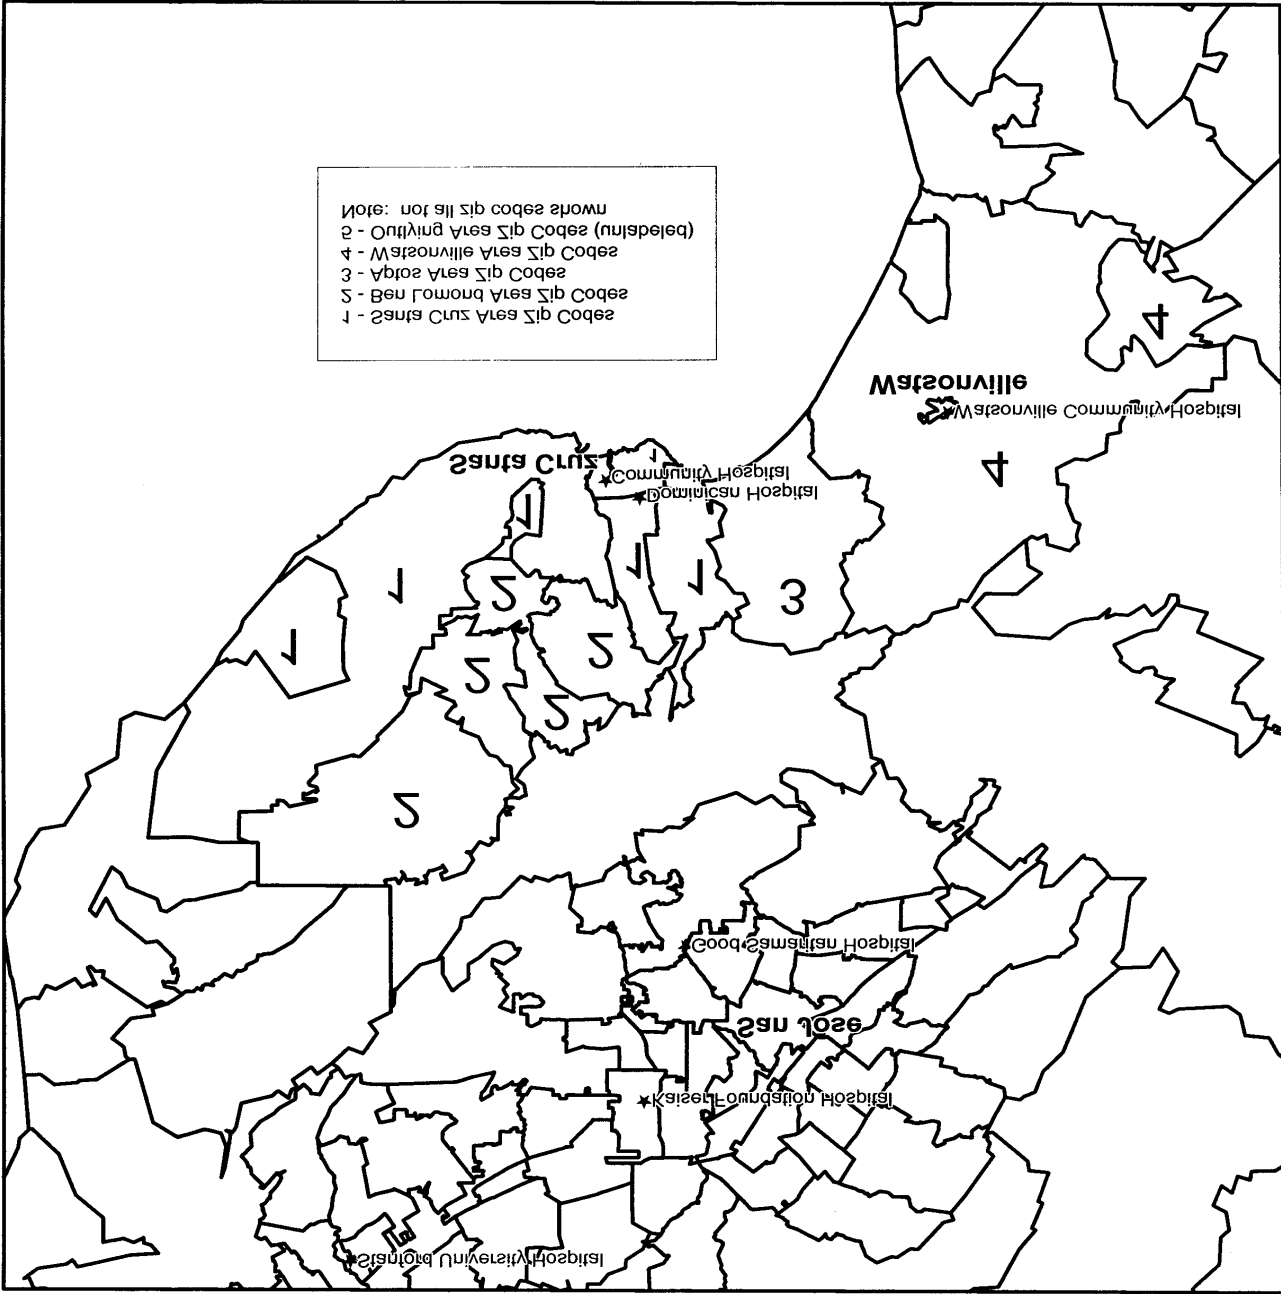 Stanford University Hospital
Kaiser Foundation Hospital
San Jose
Good Samaritan Hospital
2
2
2
2
2
1
1
1
1
1
1
3
4
4
Dominican Hospital
Community Hospital
Santa Cruz
Watsonville Community Hospital
Watsonville
1 - Santa Cruz Area Zip Codes
2 - Ben Lomond Area Zip Codes
3 - Aptos Area Zip Codes
4 - Watsonville Area Zip Codes
5 - Outlying Area Zip Codes (unlabeled)
Note: not all zip codes shown